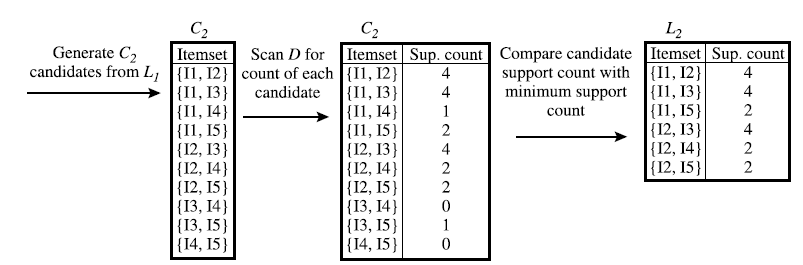 Generate C2
candidates from L1
C2
Itemset
{I1, I2}
{I1, I3}
{I1, I4}
{I1, I5}
{I2, I3}
{I2, I4}
{I2, I5}
{I3, I4}
{I3, I5}
{I4, I5}
Scan D for
count of each
candidate
C2
Itemset Sup. count
{I1, I2} 4
{I1, I3} 4
{I1, I4} 1
{I1, I5} 2
{I2, I3} 4
{I2, I4} 2
{I2, I5} 2
{I3, I4} 0
{I3, I5} 1
{I4, I5} 0
Compare candidate
support count with
minimum support
count
L2
Itemset Sup. count
{I1, I2} 4
{I1, I3} 4
{I1, I5} 2
{I2, I3} 4
{I2, I4} 2
{I2, I5} 2